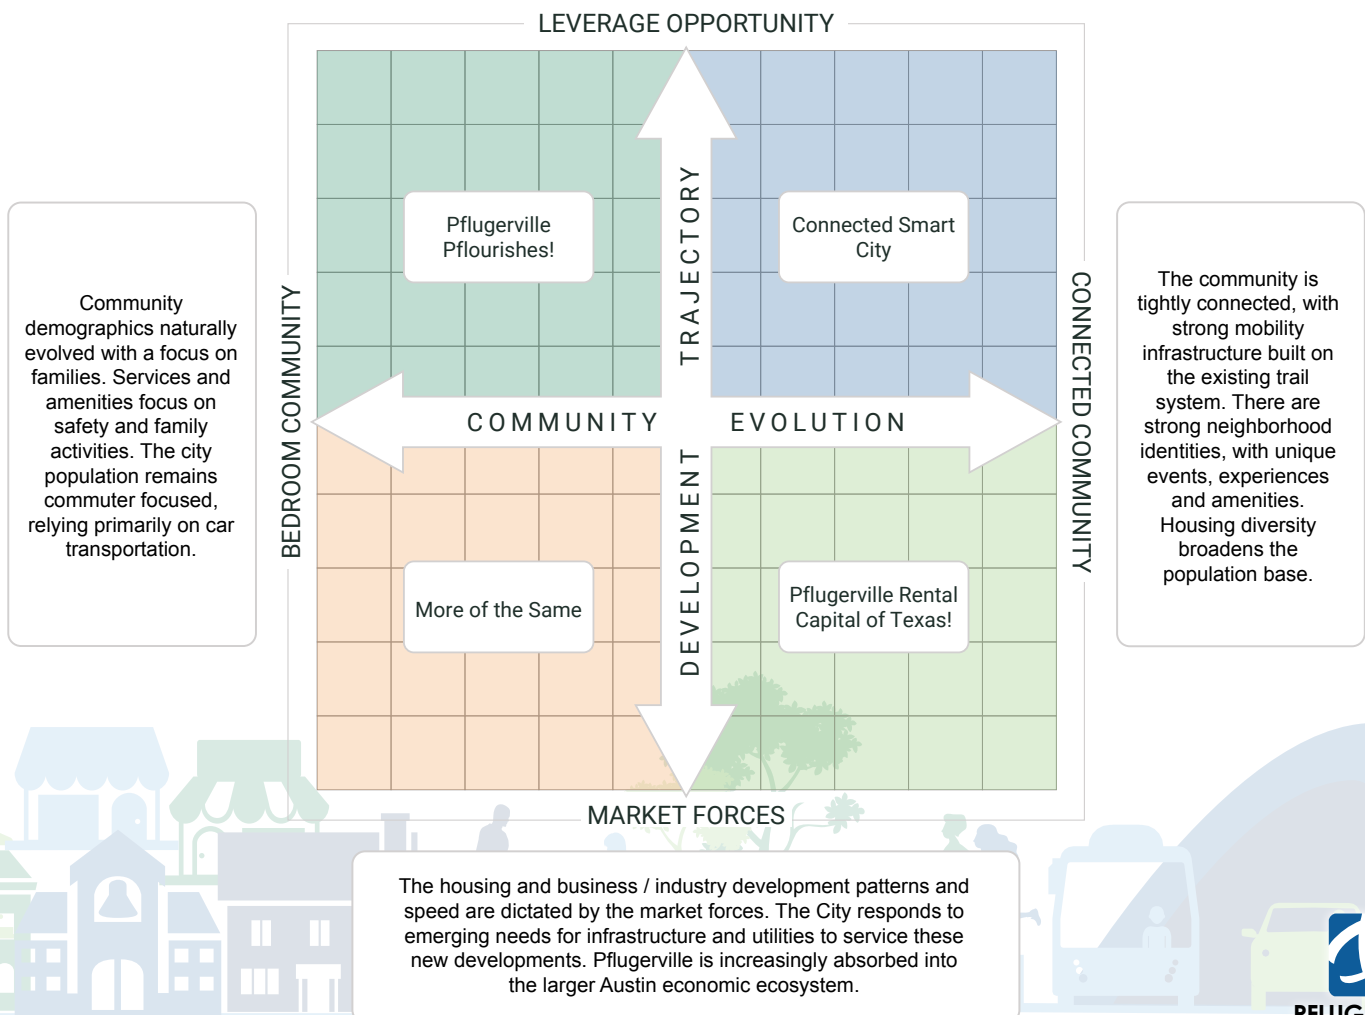 LEVERAGE OPPORTUNITY
Pflugerville
Pflourishes!
TRAJECTORY
Connected Smart
City
BEDROOM COMMUNITY
Community
demographics naturally
evolved with a focus on
families. Services and
amenities focus on
safety and family
activities. The city
population remains
commuter focused,
relying primarily on car
transportation.
COMMUNITY EVOLUTION
CONNECTED COMMUNITY
The community is
tightly connected, with
strong mobility
infrastructure built on
the existing trail
system. There are
strong neighborhood
identities, with unique
events, experiences
and amenities.
Housing diversity
broadens the
population base.
More of the Same
DEVELOPMENT
Pflugerville Rental
Capital of Texas!
MARKET FORCES
The housing and business / industry development patterns and
speed are dictated by the market forces. The City responds to
emerging needs for infrastructure and utilities to service these
new developments. Pflugerville is increasingly absorbed into
the larger Austin economic ecosystem.